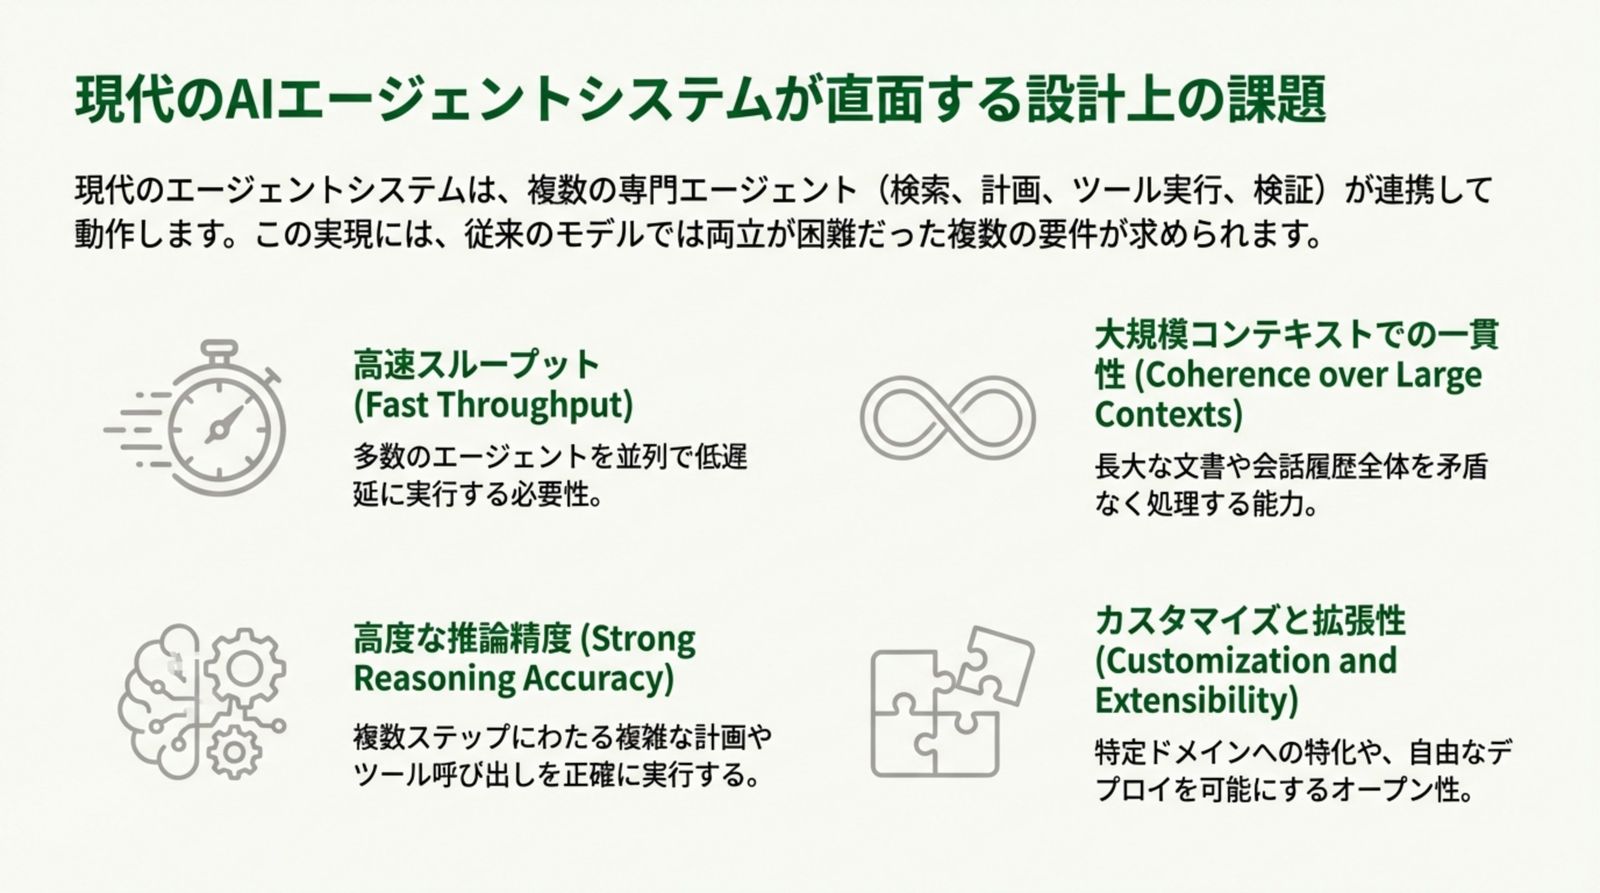 現代のAIエージェントシステムが直面する設計上の課題
現代のエージェントシステムは、複数の専門エージェント（検索、計画、ツール実行、検証）が連携して
動作します。この実現には、従来のモデルでは両立が困難だった複数の要件が求められます。
高速スループット
(Fast Throughput)
多数のエージェントを並列で低遅
延に実行する必要性。
大規模コンテキストでの一貫
性 (Coherence over Large
Contexts)
長大な文書や会話履歴全体を矛盾
なく処理する能力。
高度な推論精度 (Strong
Reasoning Accuracy)
複数ステップにわたる複雑な計画や
ツール呼び出しを正確に実行する。
カスタマイズと拡張性
(Customization and
Extensibility)
特定ドメインへの特化や、自由なデ
プロイを可能にするオープン性。